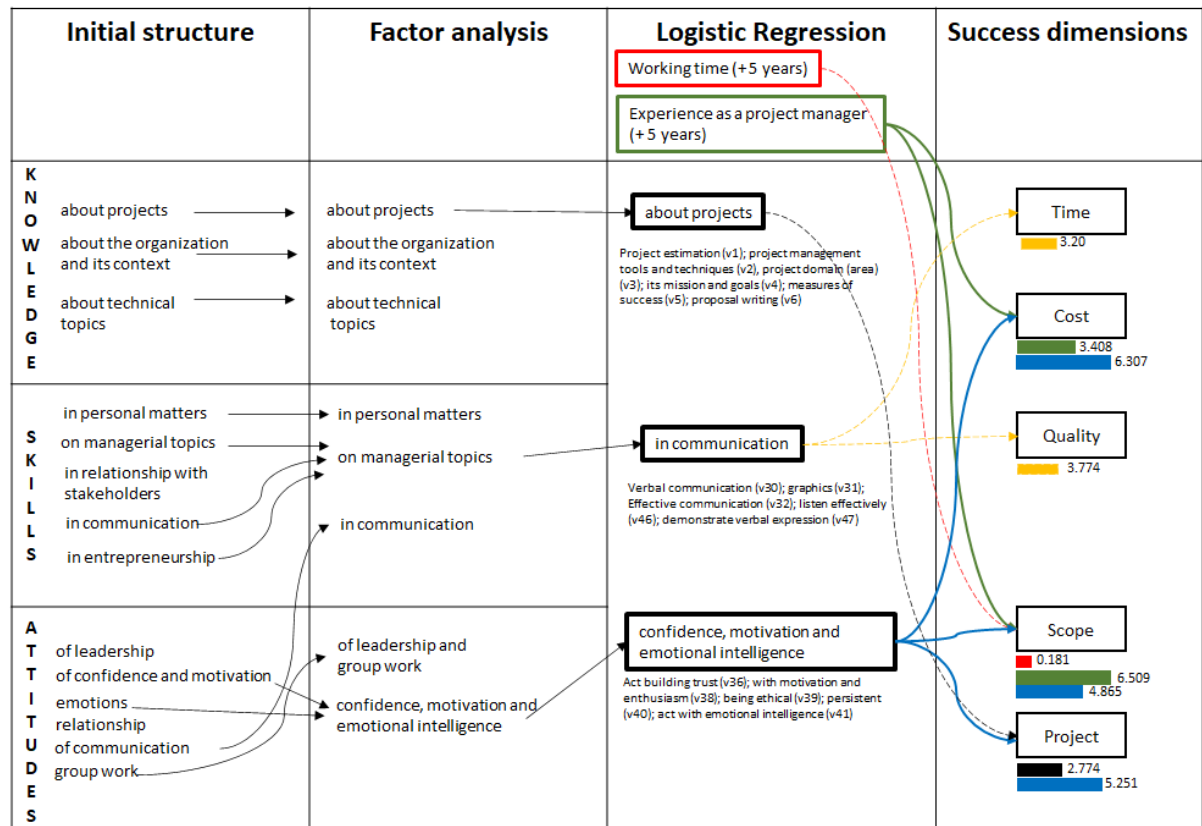 Initial structure
Factor analysis
Logistic Regression
Success dimensions
Working time (+5 years)
Experience as a project manager
(+ 5 years)
K
N
O
W
L
E
D
G
E
about projects
about the organization
and its context
about technical
topics
about projects
about the organization
and its context
about technical
topics
about projects
Project estimation (v1); project management
tools and techniques (v2), project domain (area)
(v3); its mission and goals (v4); measures of
success (v5); proposal writing (v6)
Time
3.20
Cost
3.408
6.307
S
K
I
L
L
S
in personal matters
on managerial topics
in relationship with
stakeholders
in communication
in entrepreneurship
in personal matters
on managerial topics
in communication
in communication
Verbal communication (v30); graphics (v31);
Effective communication (v32); listen effectively
(v46); demonstrate verbal expression (v47)
Quality
3.774
A
T
T
I
T
U
D
E
S
of leadership
of confidence and motivation
emotions
relationship
of communication
group work
of leadership and
group work
confidence, motivation and
emotional intelligence
confidence, motivation and
emotional intelligence
Act building trust (v36); with motivation and
enthusiasm (v38); being ethical (v39); persistent
(v40); act with emotional intelligence (v41)
Scope
0.181
6.509
4.865
Project
2.774
5.251